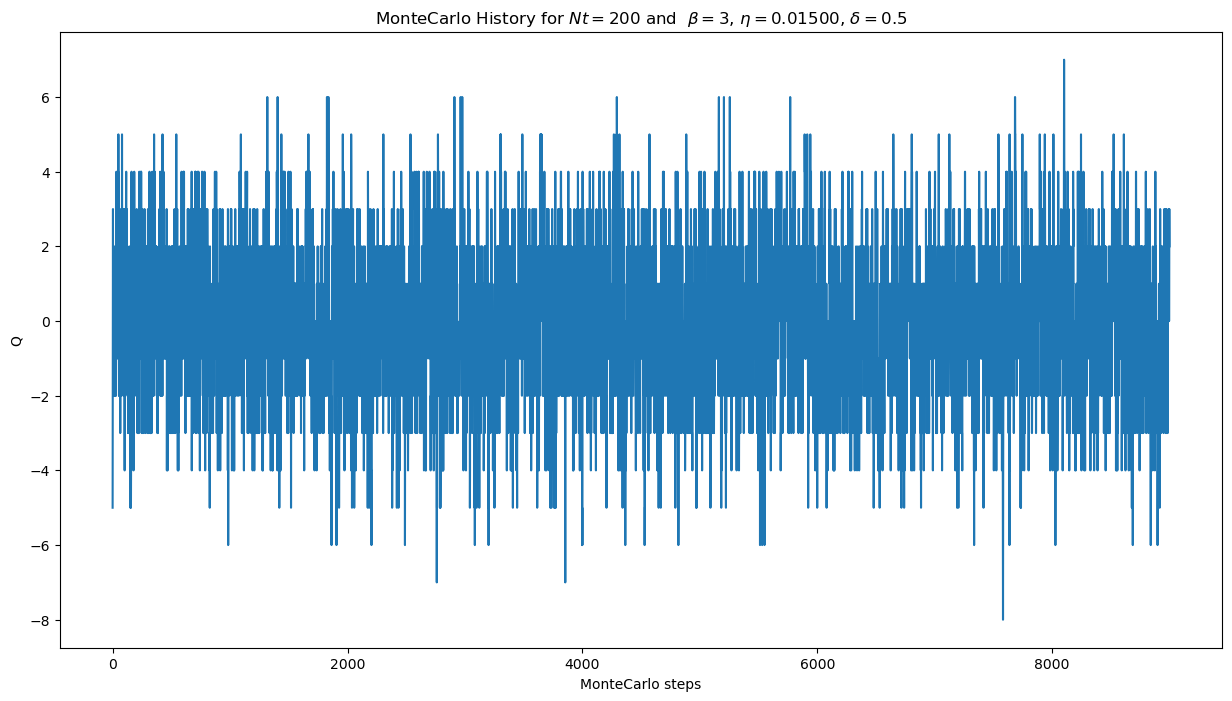 MonteCarlo History for Nt = 200 and β = 3, η = 0.01500, δ = 0.5
Q
6
4
2
0
−2
−4
−6
−8
0 2000 4000 6000 8000
MonteCarlo steps